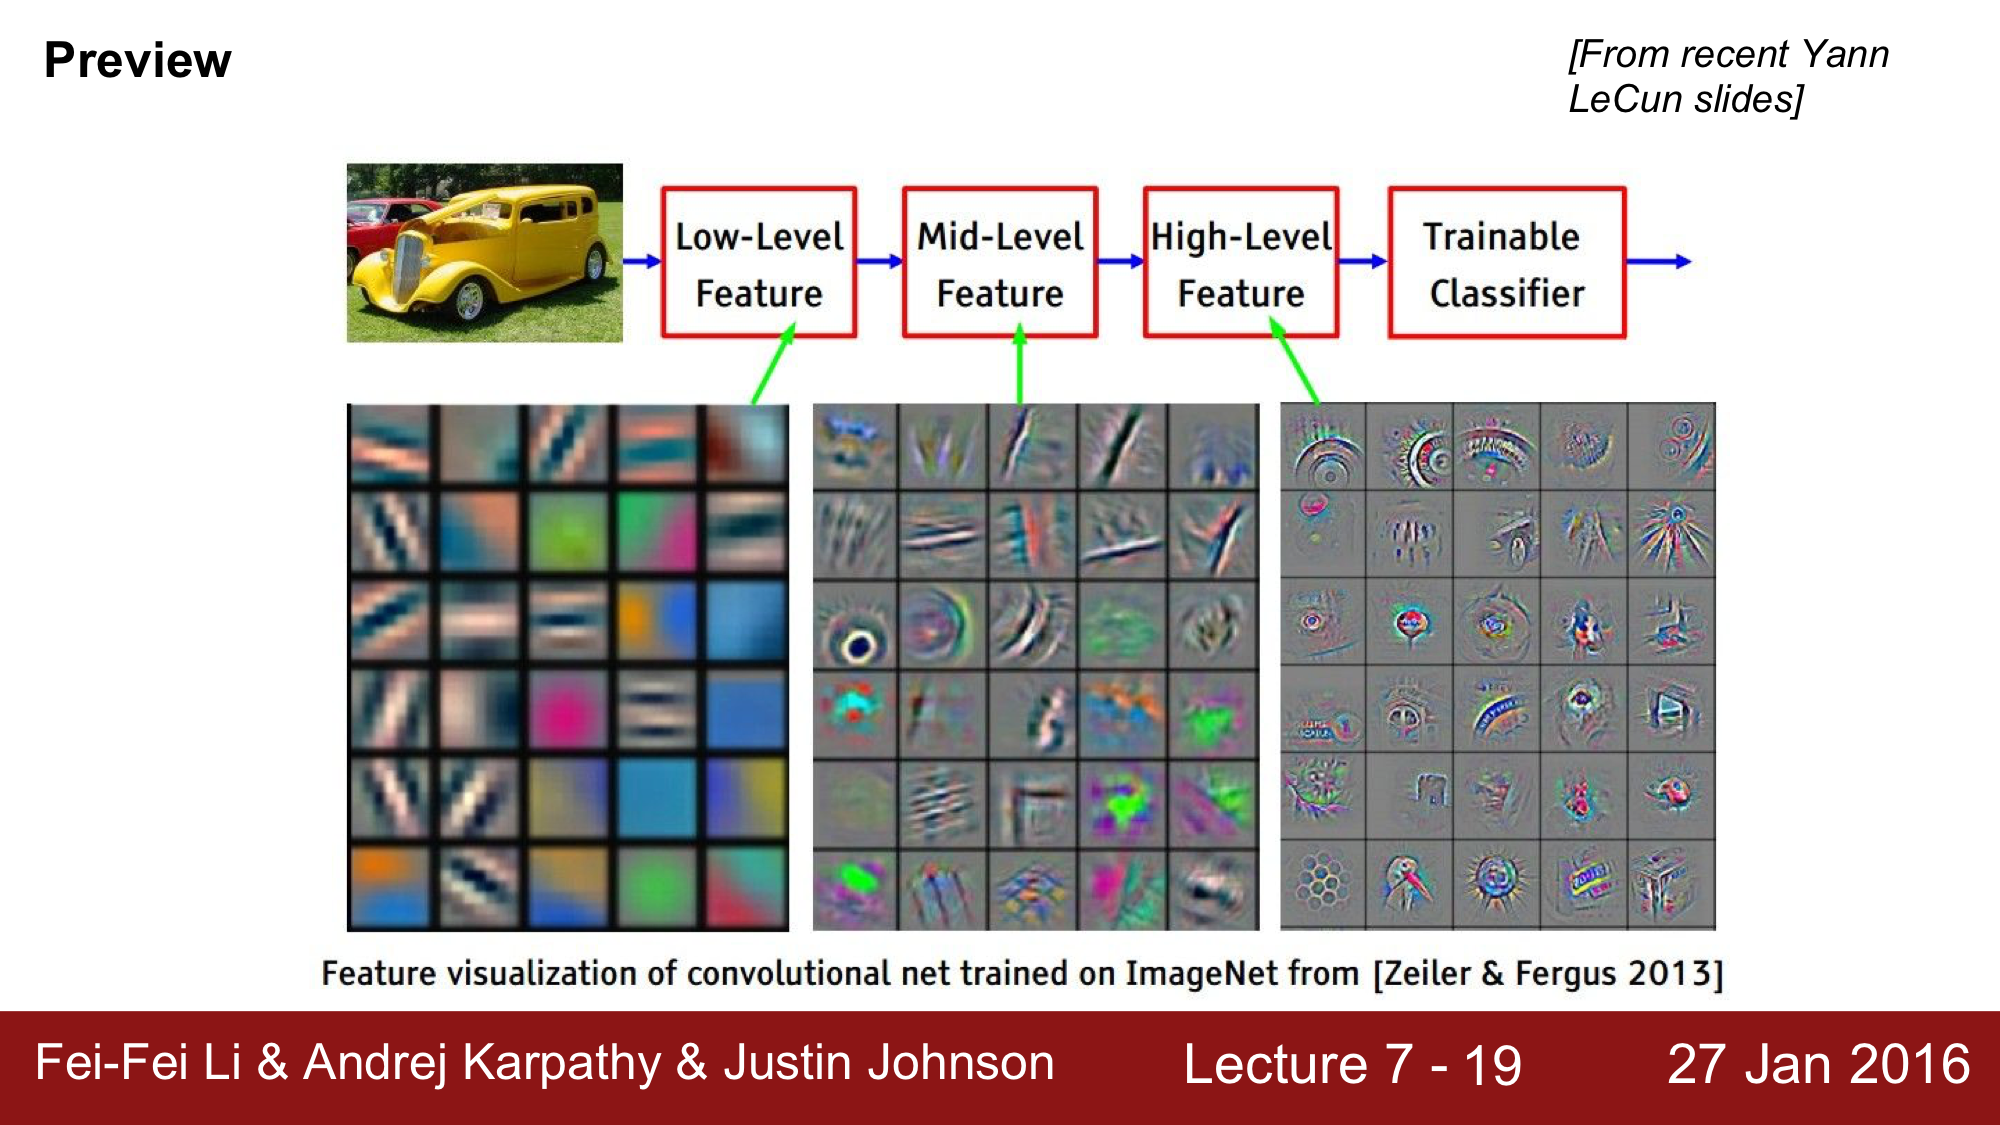 Preview
[From recent Yann
LeCun slides]
Low-Level
Feature
Mid-Level
Feature
High-Level
Feature
Trainable
Classifier
Feature visualization of convolutional net trained on ImageNet from [Zeiler & Fergus 2013]
Fei-Fei Li & Andrej Karpathy & Justin Johnson
Lecture 7 - 19
27 Jan 2016